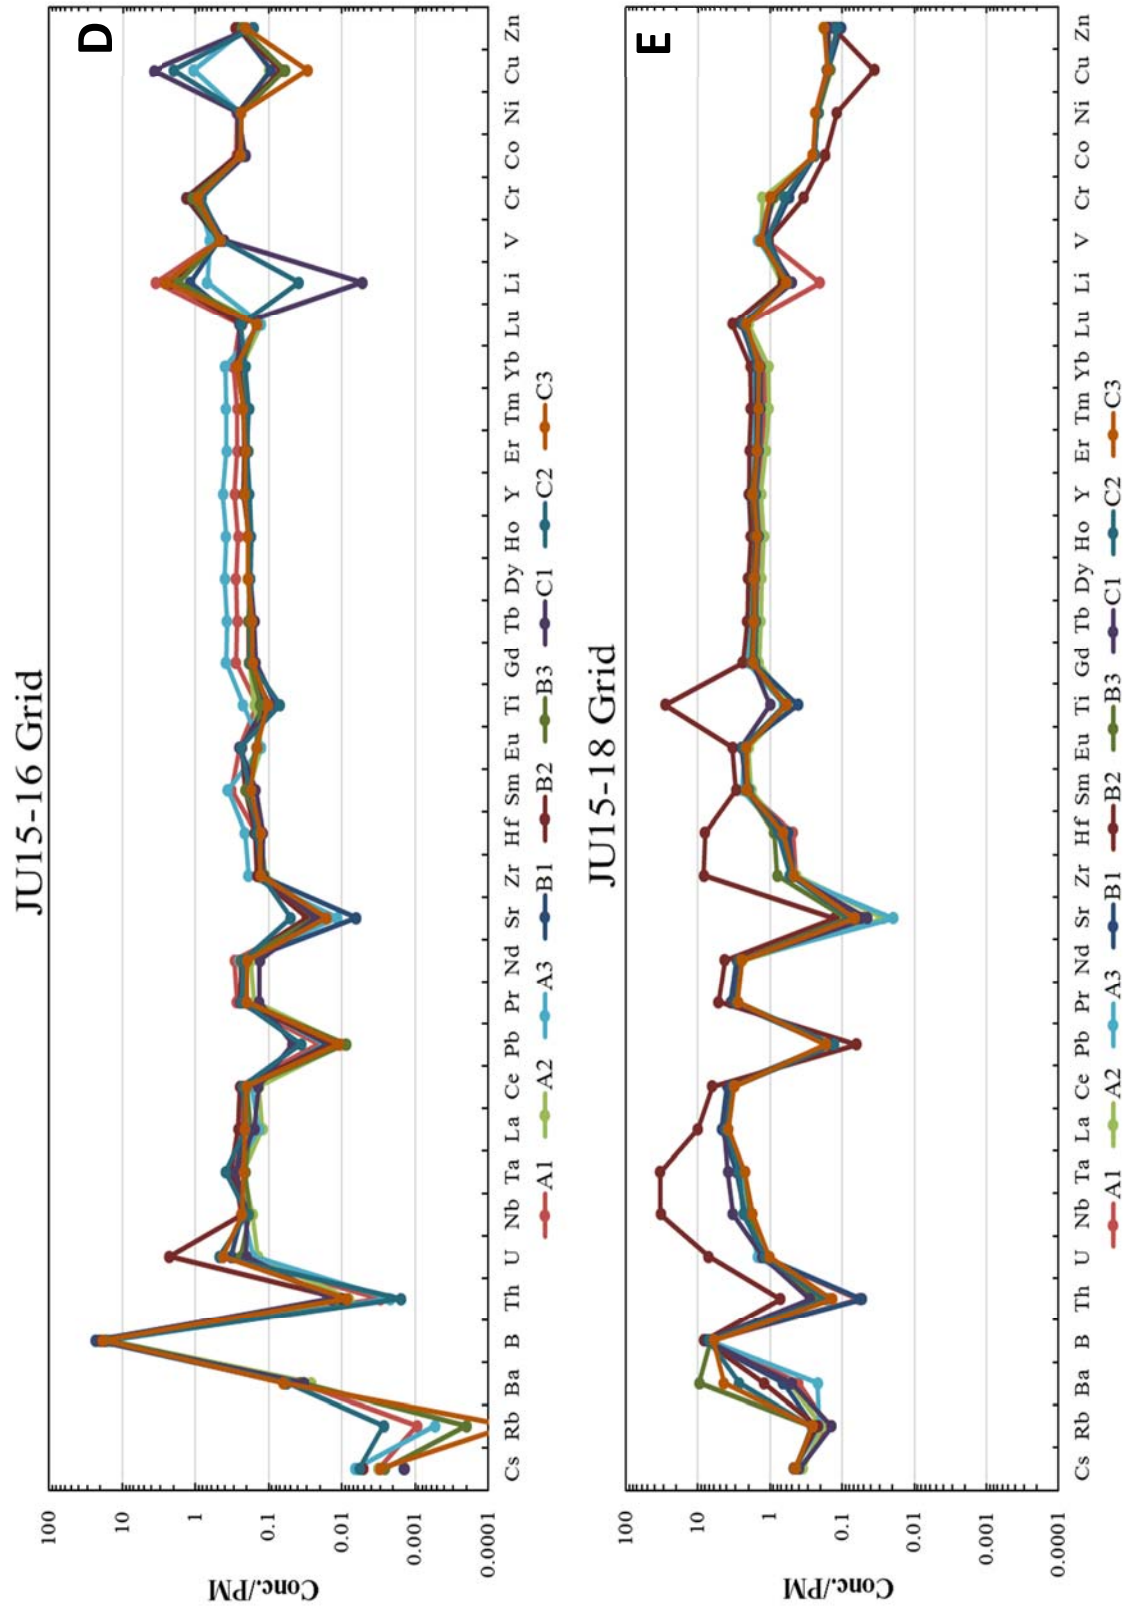 JU15-16 Grid
D
100
10
1
0.1
0.01
0.001
0.0001
Conc./PM
Cs Rb Ba B Th U Nb Ta La Ce Pb Pr Nd Sr Zr Hf Sm Eu Ti Gd Tb Dy Ho Y Er Tm Yb Lu Li V Cr Co Ni Cu Zn
A1 A2 A3 B1 B2 B3 C1 C2 C3
JU15-18 Grid
E
100
10
1
0.1
0.01
0.001
0.0001
Conc./PM
Cs Rb Ba B Th U Nb Ta La Ce Pb Pr Nd Sr Zr Hf Sm Eu Ti Gd Tb Dy Ho Y Er Tm Yb Lu Li V Cr Co Ni Cu Zn
A1 A2 A3 B1 B2 B3 C1 C2 C3